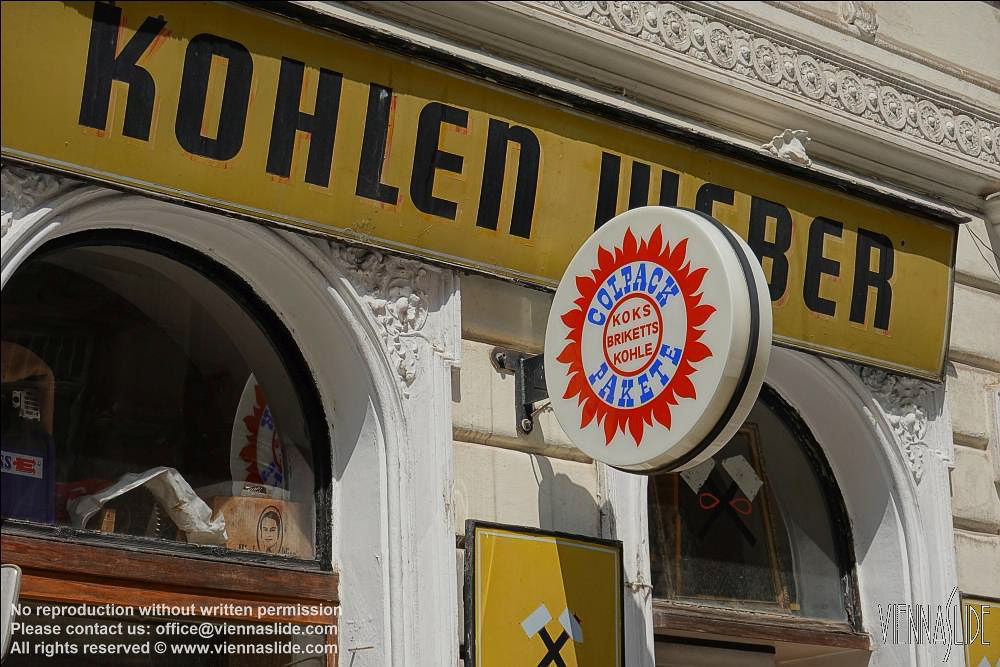 KOHLEN WEBER
COLPACK
KOKS
BRIKETTS
KOHLE
PAKETE
No reproduction without written permission
Please contact us: office@viennaslide.com
All rights reserved © www.viennaslide.com
VIENNASLIDE